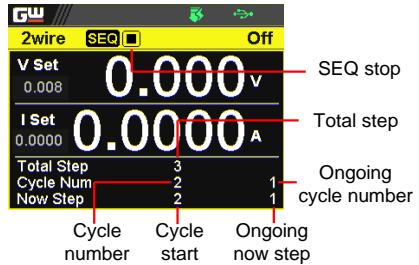 GW
2wire SEQ Off
V Set
0.008 0.000 V
SEQ stop
I Set
0.0000 0.0000 A
Total step
Total Step 3
Cycle Num 2 1
Now Step 2 1
Ongoing
cycle number
Cycle
number
Cycle
start
Ongoing
now step